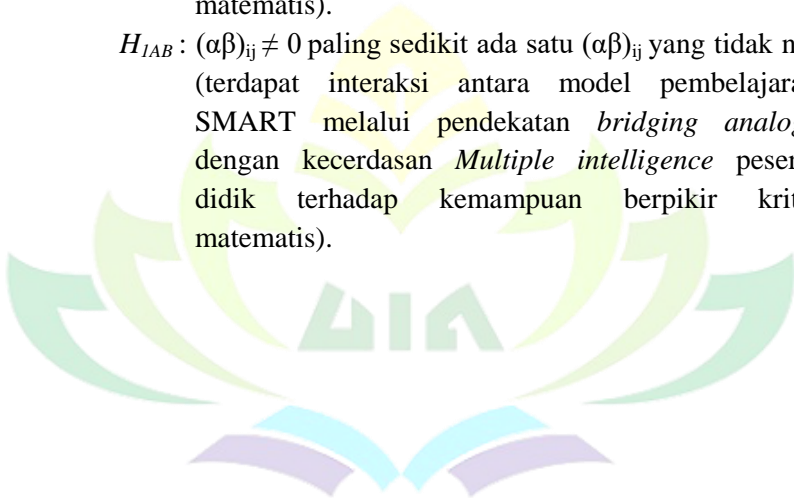 matematis).
H1AB : (αβ)ij ≠ 0 paling sedikit ada satu (αβ)ij yang tidak
(terdapat interaksi antara model
SMART melalui pendekatan bridging
dengan kecerdasan Multiple intelligence
didik terhadap kemampuan berpikir
matematis).
UIN